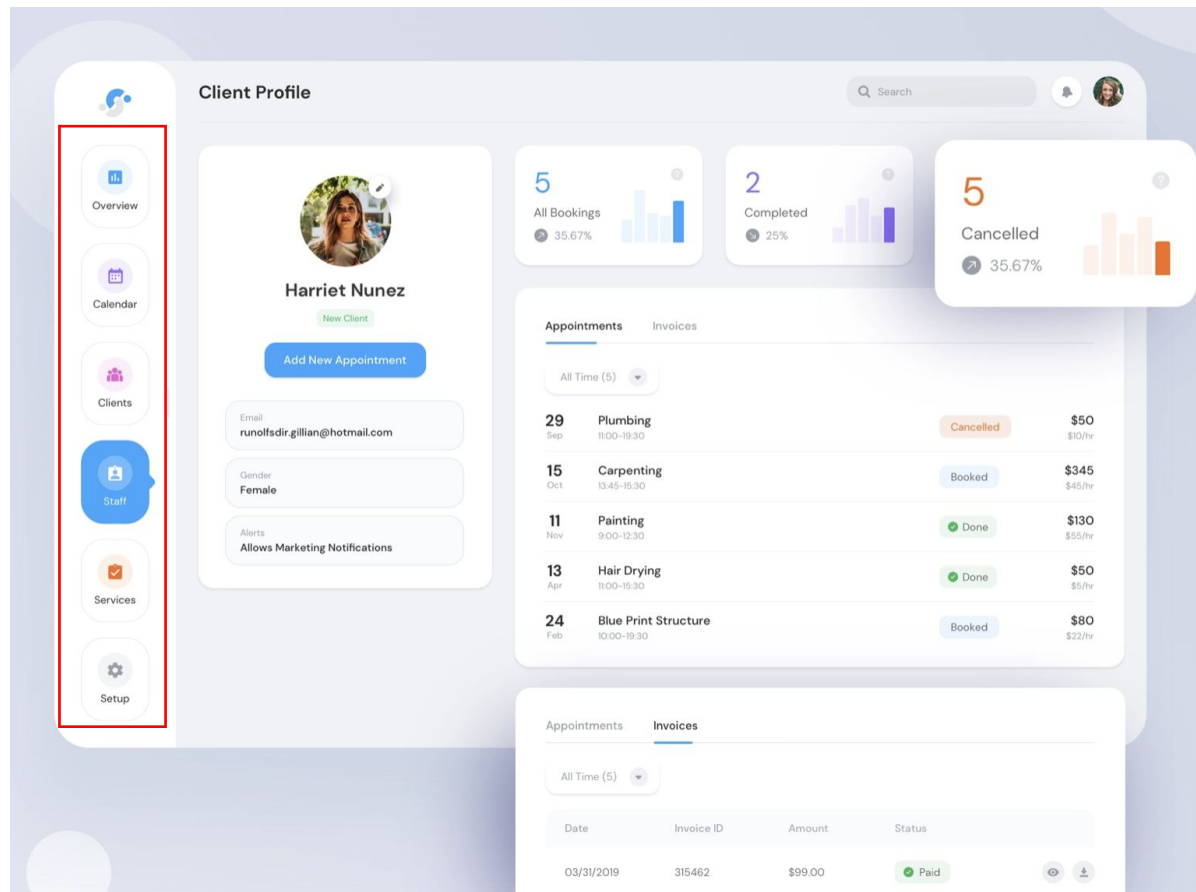 Client Profile
Search
Overview
Calendar
Clients
Staff
Services
Setup
Harriet Nunez
New Client
Add New Appointment
Email
runolfsdir.gillian@hotmail.com
Gender
Female
Alerts
Allows Marketing Notifications
5
All Bookings
35.67%
?
2
Completed
25%
?
5
Cancelled
35.67%
?
Appointments Invoices
All Time (5)
29 Plumbing Cancelled $50
Sep 11:00-19:30 $10/hr
15 Carpenting Booked $345
Oct 13:45-15:30 $45/hr
11 Painting Done $130
Nov 9:00-12:30 $55/hr
13 Hair Drying Done $50
Apr 11:00-15:30 $5/hr
24 Blue Print Structure Booked $80
Feb 10:00-19:30 $22/hr
Appointments Invoices
All Time (5)
Date Invoice ID Amount Status
03/31/2019 315462 $99.00 Paid